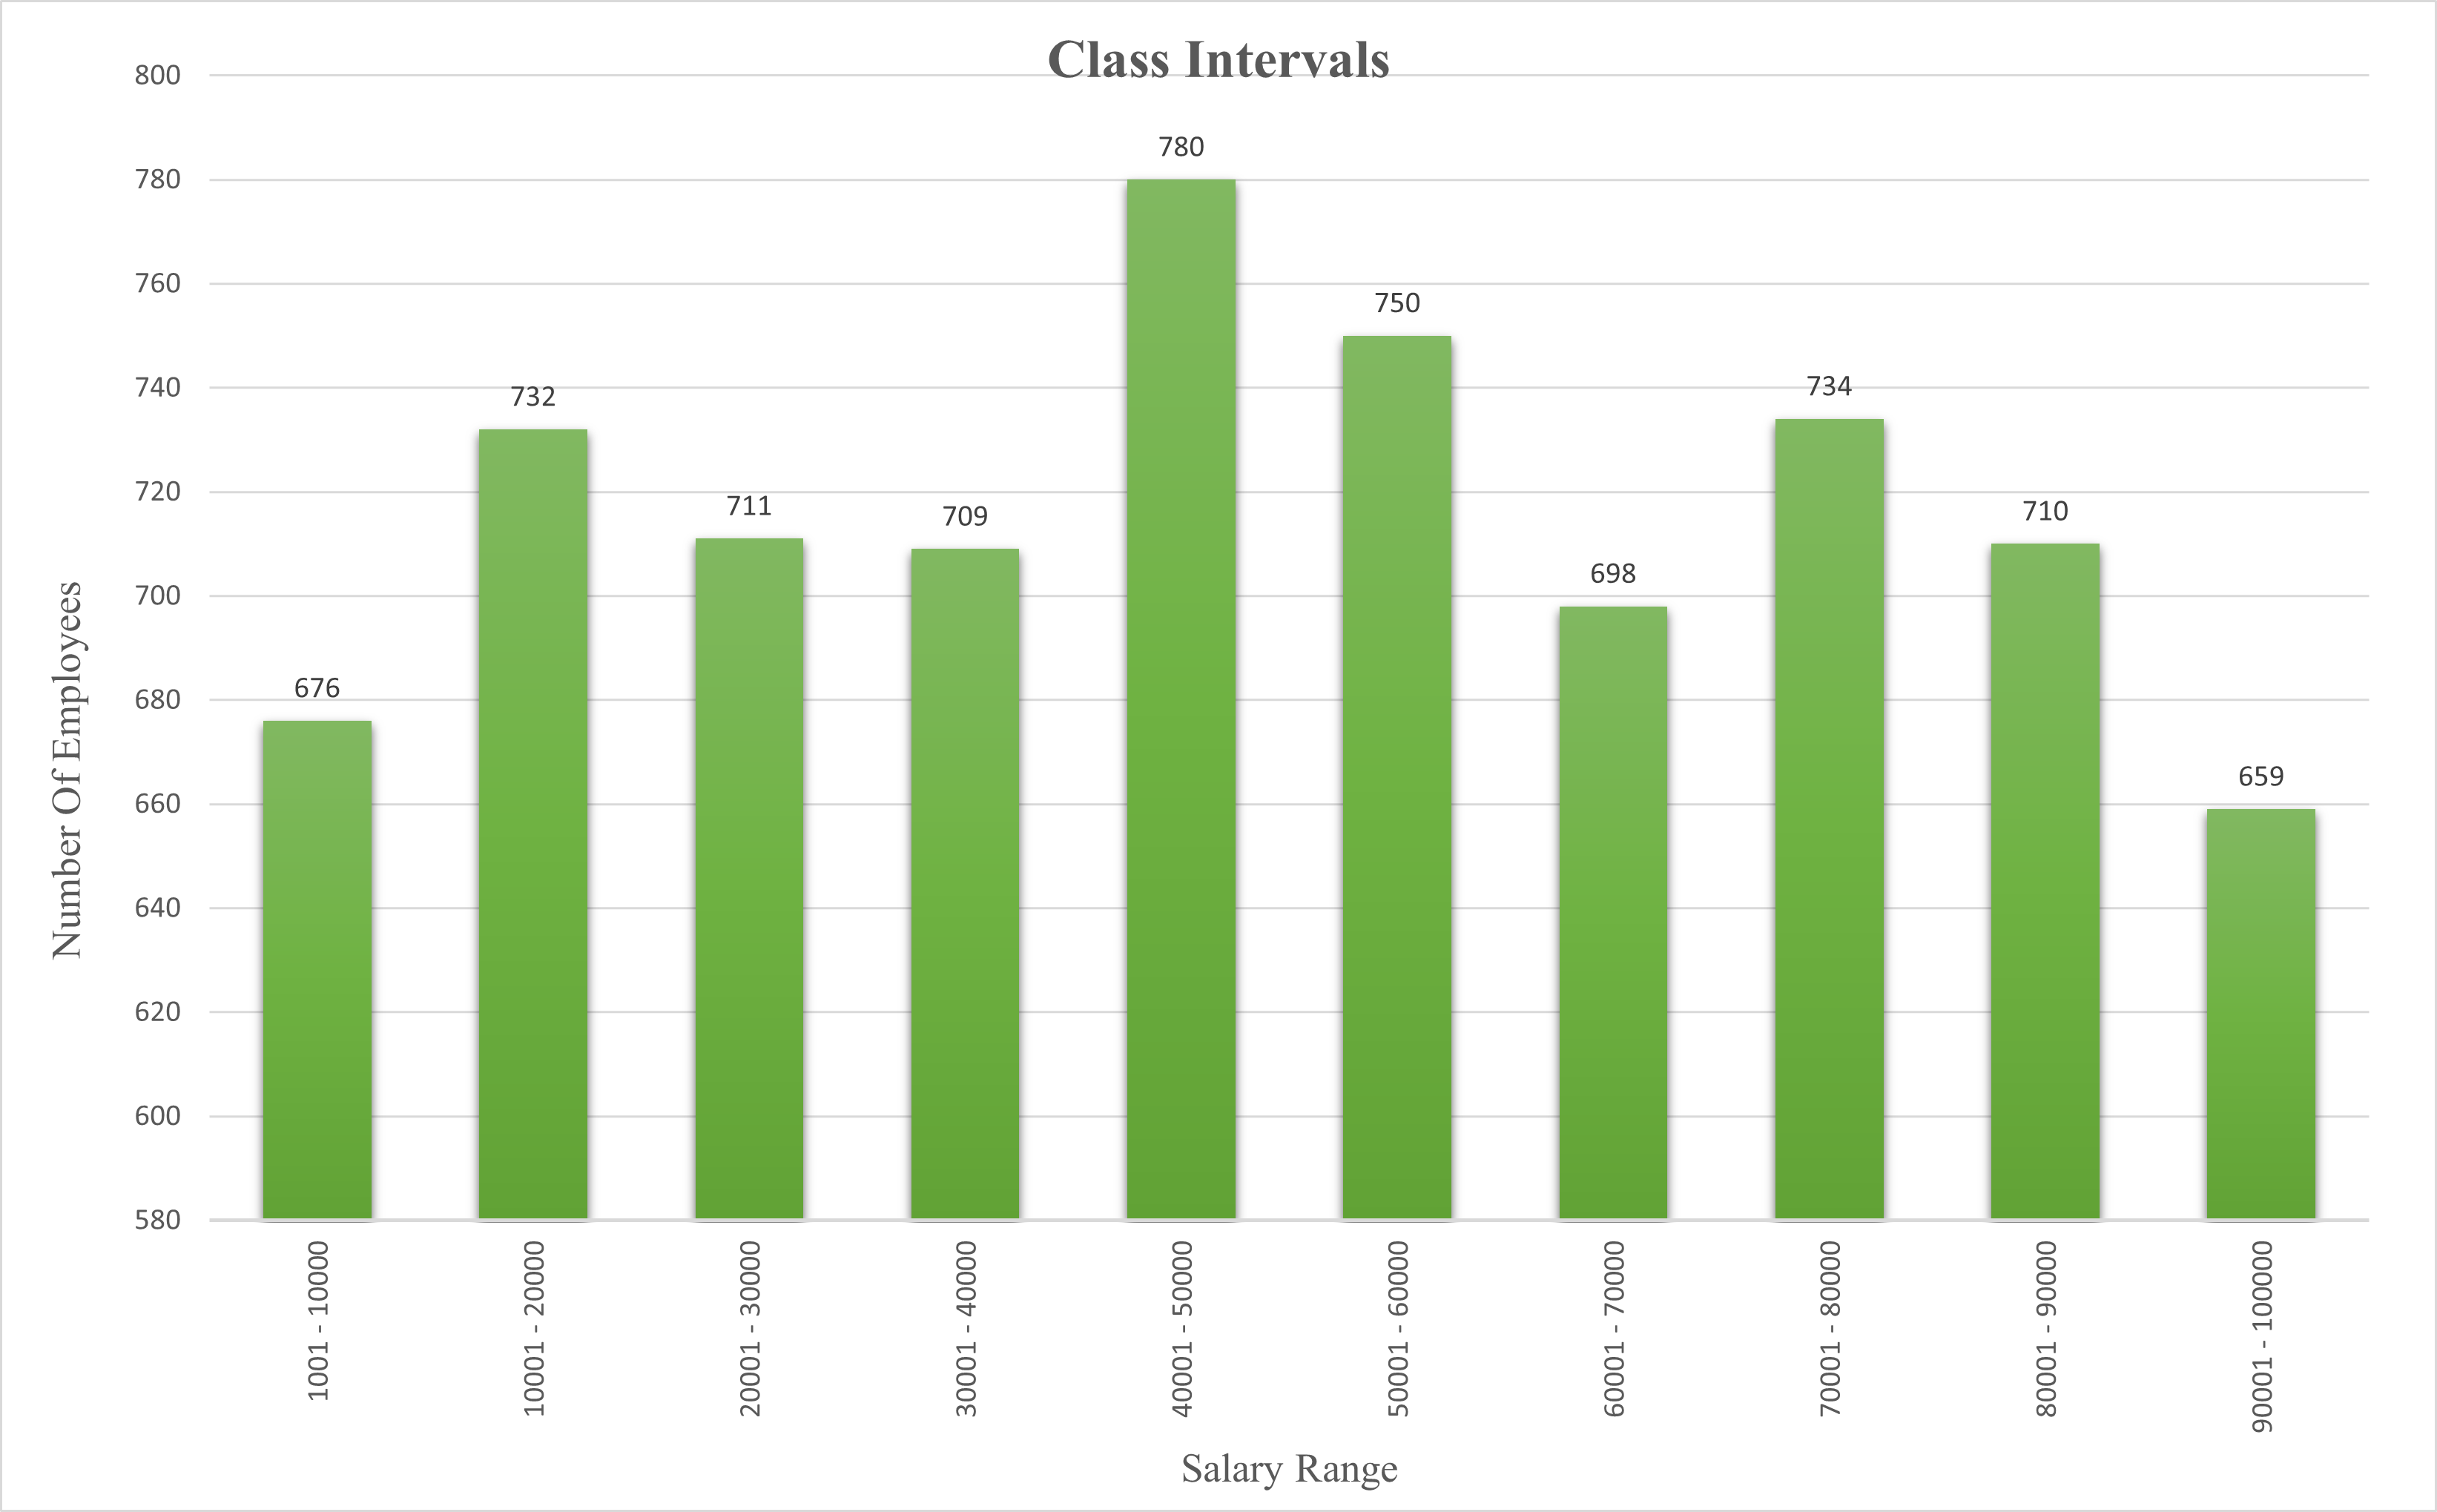 Class Intervals
800
780
760
740
720
700
680
660
640
620
600
580
Number Of Employees
676
732
711
709
780
750
698
734
710
659
1001 - 10000
10001 - 20000
20001 - 30000
30001 - 40000
40001 - 50000
50001 - 60000
60001 - 70000
70001 - 80000
80001 - 90000
90001 - 100000
Salary Range